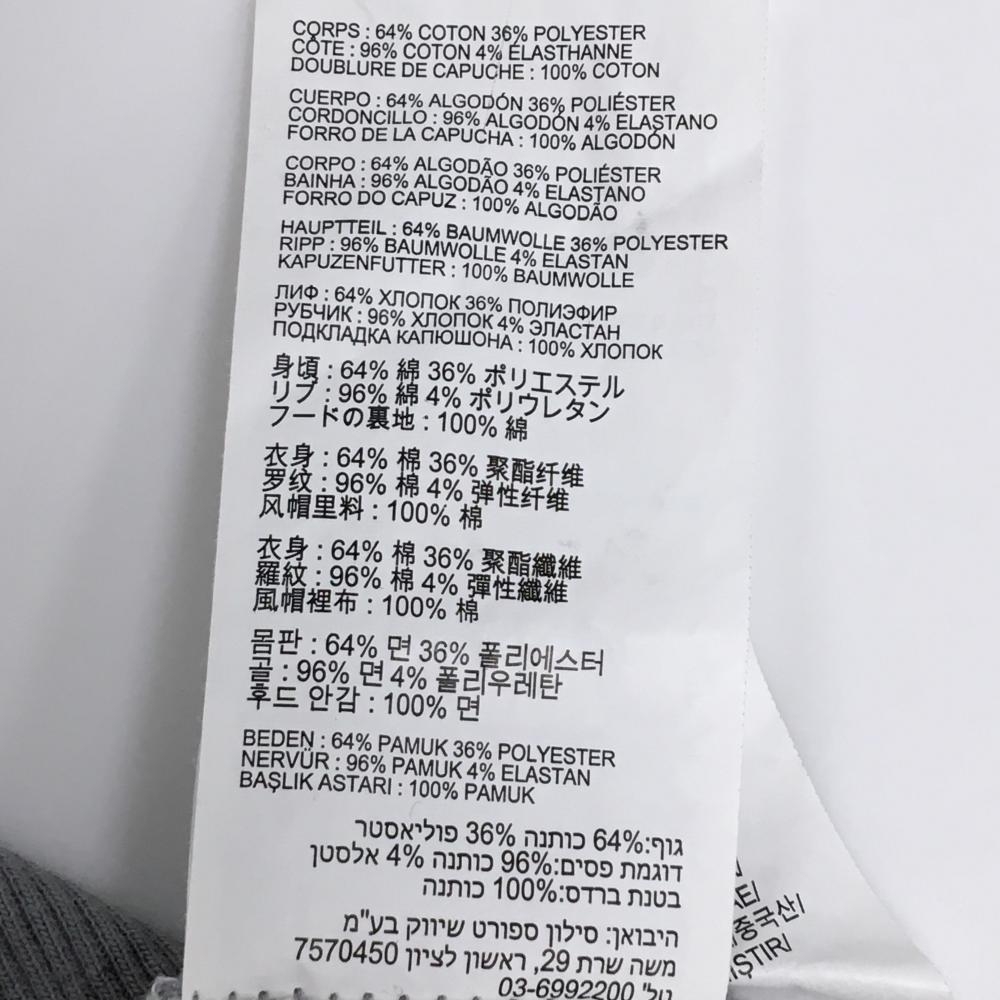 CORPS : 64% COTON 36% POLYESTER
CÔTE : 96% COTON 4% ÉLASTHANNE
DOUBLURE DE CAPUCHE : 100% COTON
CUERPO : 64% ALGODÓN 36% POLIÉSTER
CORDONCILLO : 96% ALGODÓN 4% ELASTANO
FORRO DE LA CAPUCHA : 100% ALGODÓN
CORPO : 64% ALGODÃO 36% POLIÉSTER
BAINHA : 96% ALGODÃO 4% ELASTANO
FORRO DO CAPUZ : 100% ALGODÃO
HAUPTTEIL : 64% BAUMWOLLE 36% POLYESTER
RIPP : 96% BAUMWOLLE 4% ELASTAN
KAPUZENFUTTER : 100% BAUMWOLLE
ЛИФ : 64% ХЛОПОК 36% ПОЛИЭФИР
РУБЧИК : 96% ХЛОПОК 4% ЭЛАСТАН
ПОДКЛАДКА КАПЮШОНА : 100% ХЛОПОК
身頃 : 64% 綿 36% ポリエステル
リブ : 96% 綿 4% ポリウレタン
フードの裏地 : 100% 綿
衣身 : 64% 棉 36% 聚酯纤维
罗纹 : 96% 棉 4% 弹性纤维
风帽里料 : 100% 棉
衣身 : 64% 棉 36% 聚酯纖維
羅紋 : 96% 棉 4% 彈性纖維
風帽裡布 : 100% 棉
몸판 : 64% 면 36% 폴리에스터
골 : 96% 면 4% 폴리우레탄
후드 안감 : 100% 면
BEDEN : 64% PAMUK 36% POLYESTER
NERVÜR : 96% PAMUK 4% ELASTAN
BAŞLIK ASTARI : 100% PAMUK
גוף:64% כותנה 36% פוליאסטר
דוגמת פסים:96% כותנה 4% אלסטן
בטנת ברדס:100% כותנה
היבואן: סילון ספורט שיווק בע"מ
משה שרת 29, ראשון לציון 7570450
טל' 03-6992200
중국산/